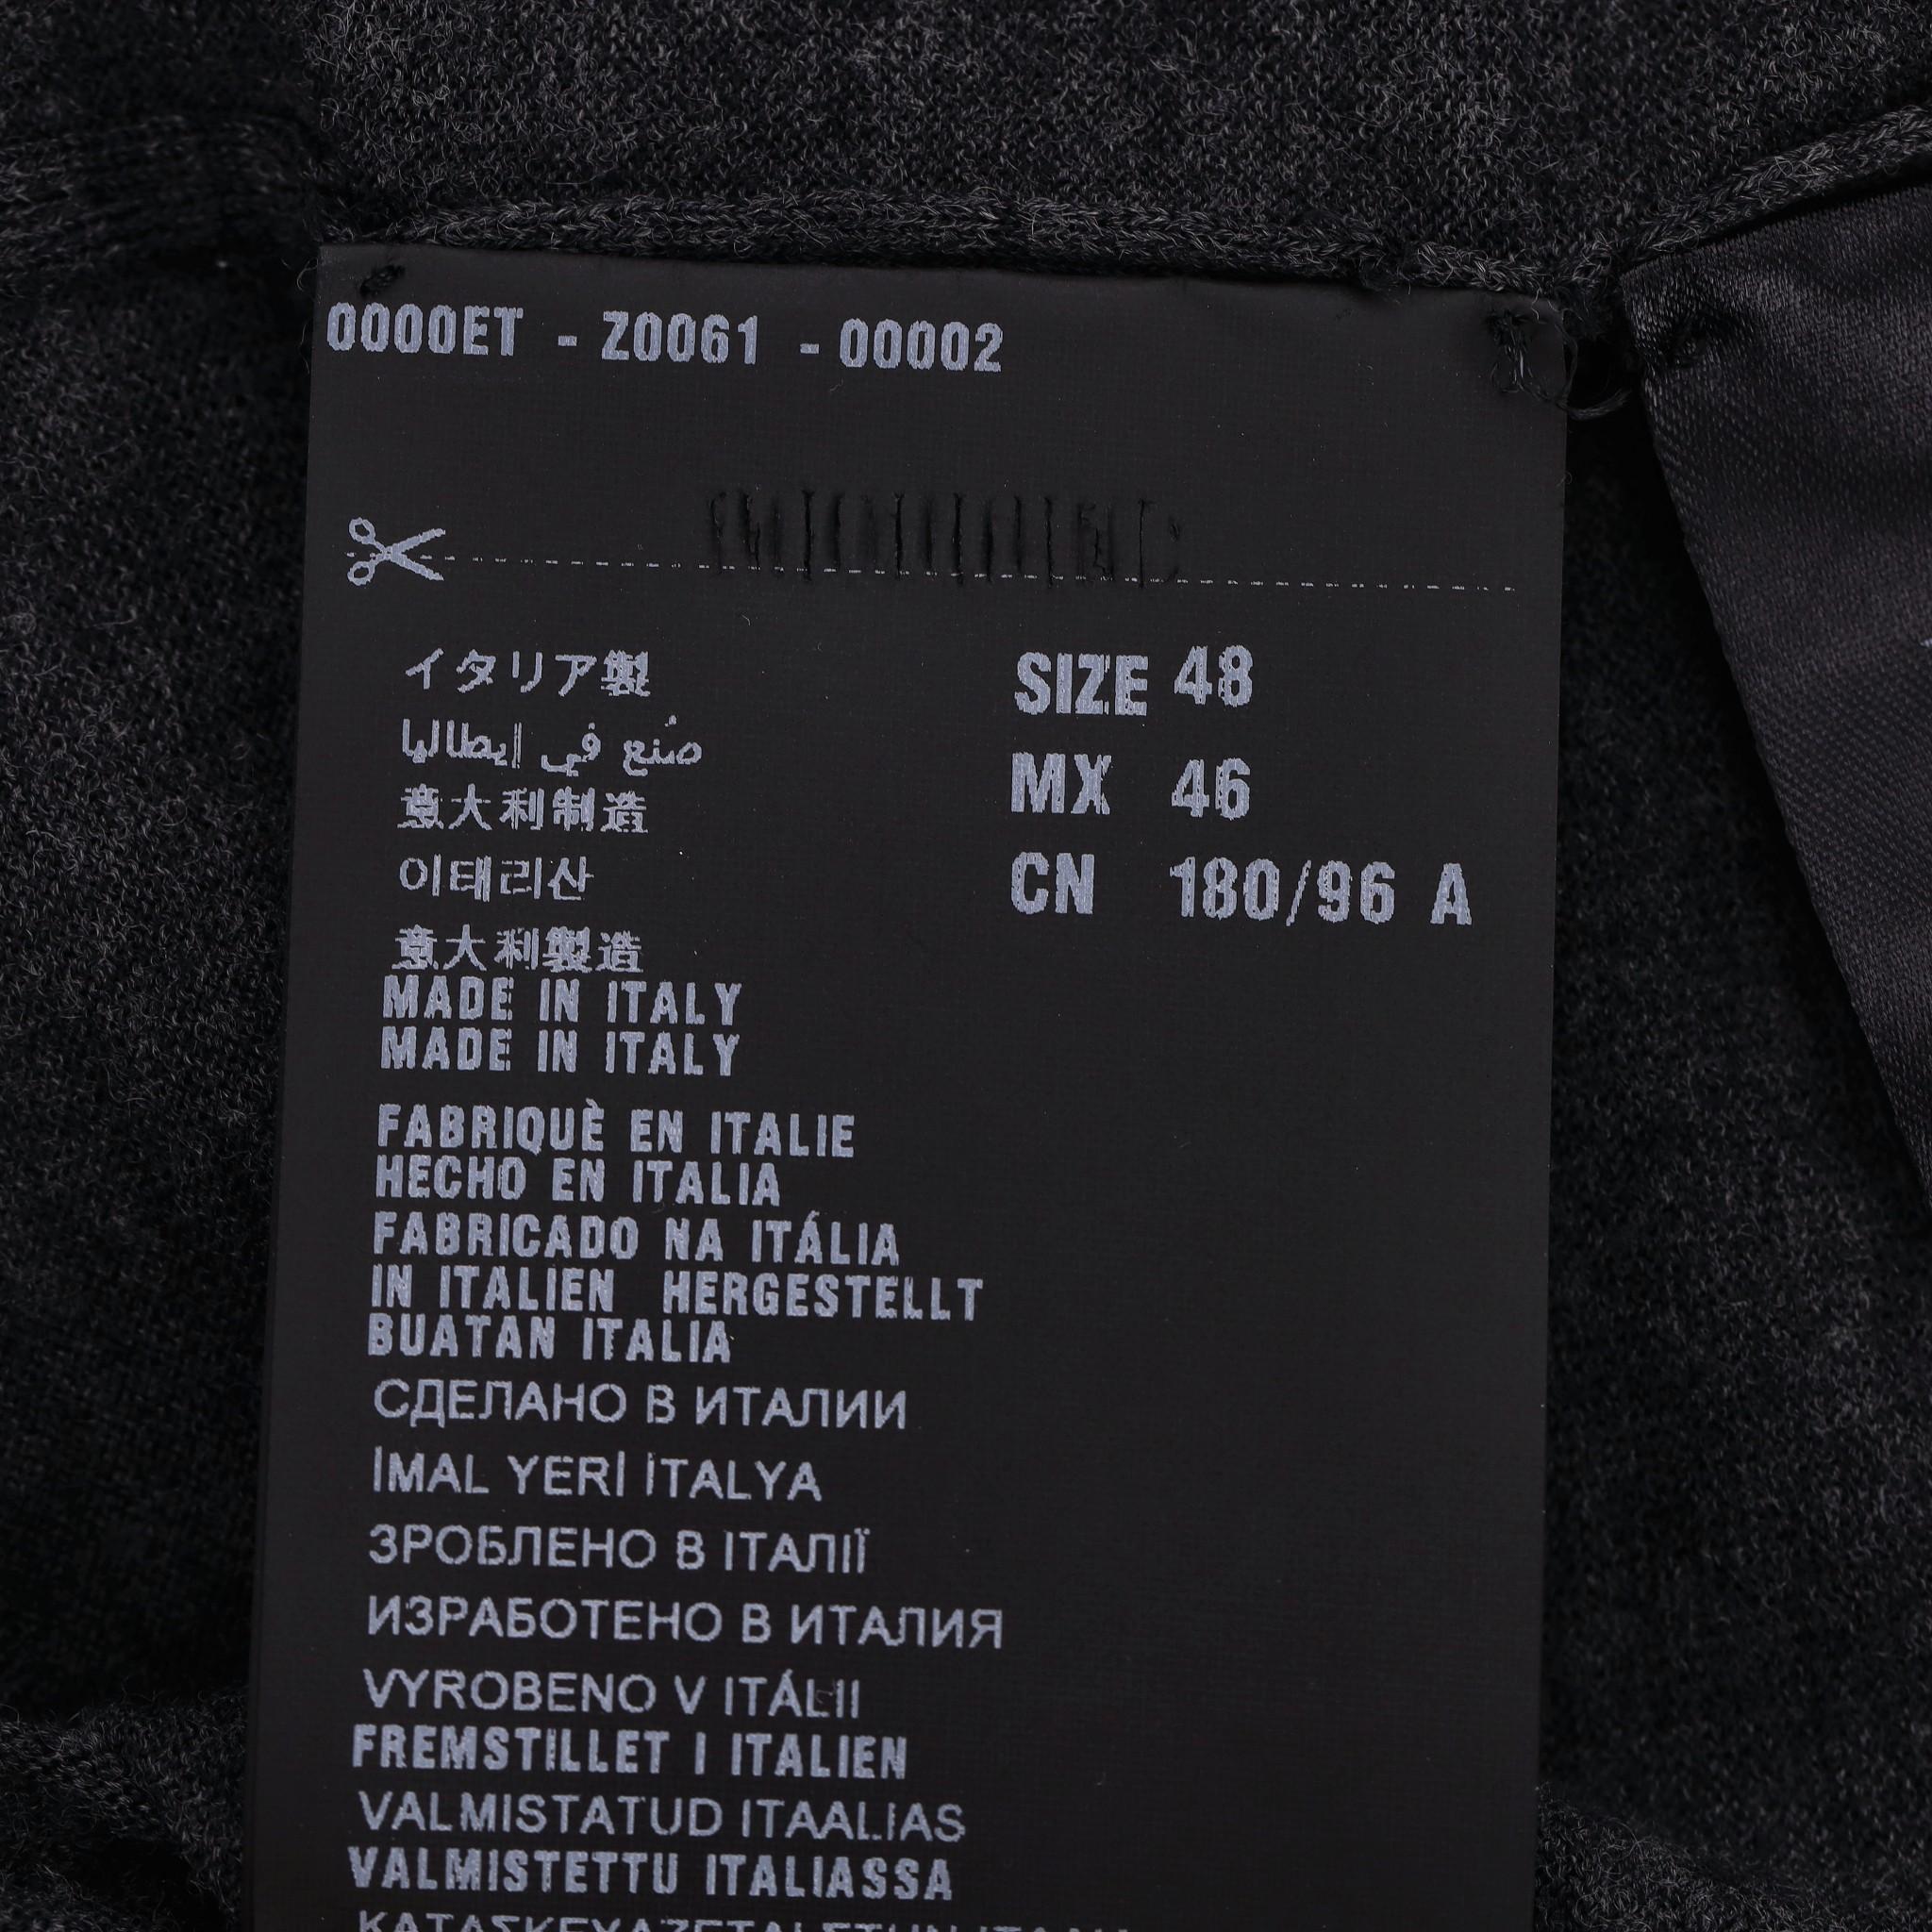 0000ET - Z0061 - 00002
イタリア製
صُنع في إيطاليا
意大利制造
이태리산
意大利製造
MADE IN ITALY
MADE IN ITALY
FABRIQUÈ EN ITALIE
HECHO EN ITALIA
FABRICADO NA ITÁLIA
IN ITALIEN HERGESTELLT
BUATAN ITALIA
СДЕЛАНО В ИТАЛИИ
İMAL YERİ İTALYA
ЗРОБЛЕНО В ІТАЛІЇ
ИЗРАБОТЕНО В ИТАЛИЯ
VYROBENO V ITÁLII
FREMSTILLET I ITALIEN
VALMISTATUD ITAALIAS
VALMISTETTU ITALIASSA
SIZE 48
MX 46
CN 180/96 A